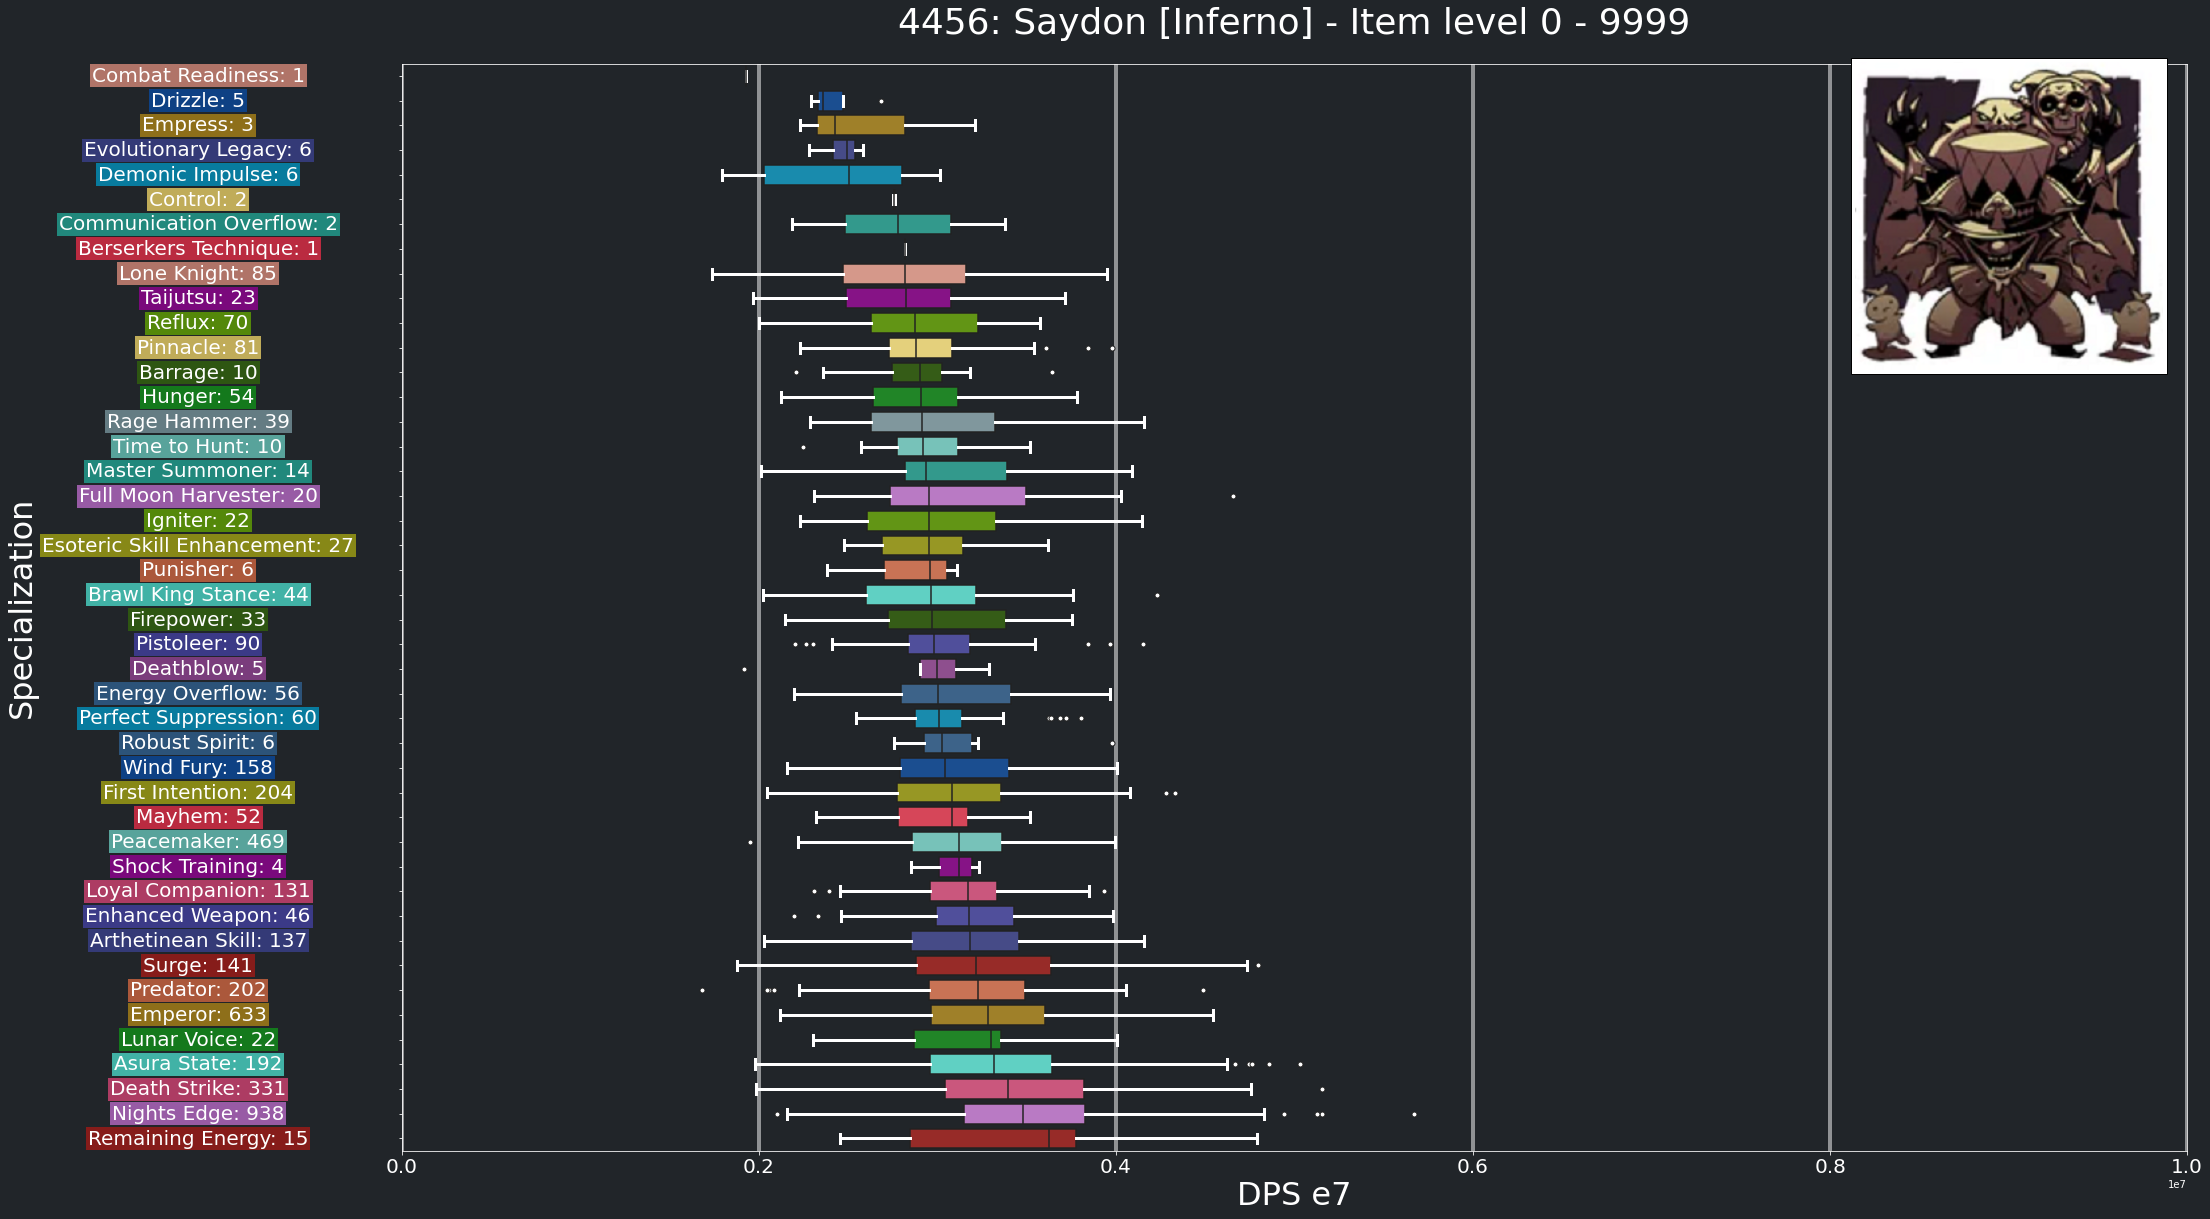 4456: Saydon [Inferno] - Item level 0 - 9999
Specialization
Combat Readiness: 1
Drizzle: 5
Empress: 3
Evolutionary Legacy: 6
Demonic Impulse: 6
Control: 2
Communication Overflow: 2
Berserkers Technique: 1
Lone Knight: 85
Taijutsu: 23
Reflux: 70
Pinnacle: 81
Barrage: 10
Hunger: 54
Rage Hammer: 39
Time to Hunt: 10
Master Summoner: 14
Full Moon Harvester: 20
Igniter: 22
Esoteric Skill Enhancement: 27
Punisher: 6
Brawl King Stance: 44
Firepower: 33
Pistoleer: 90
Deathblow: 5
Energy Overflow: 56
Perfect Suppression: 60
Robust Spirit: 6
Wind Fury: 158
First Intention: 204
Mayhem: 52
Peacemaker: 469
Shock Training: 4
Loyal Companion: 131
Enhanced Weapon: 46
Arthetinean Skill: 137
Surge: 141
Predator: 202
Emperor: 633
Lunar Voice: 22
Asura State: 192
Death Strike: 331
Nights Edge: 938
Remaining Energy: 15
0.0 0.2 0.4 0.6 0.8 1.0
1e7
DPS e7